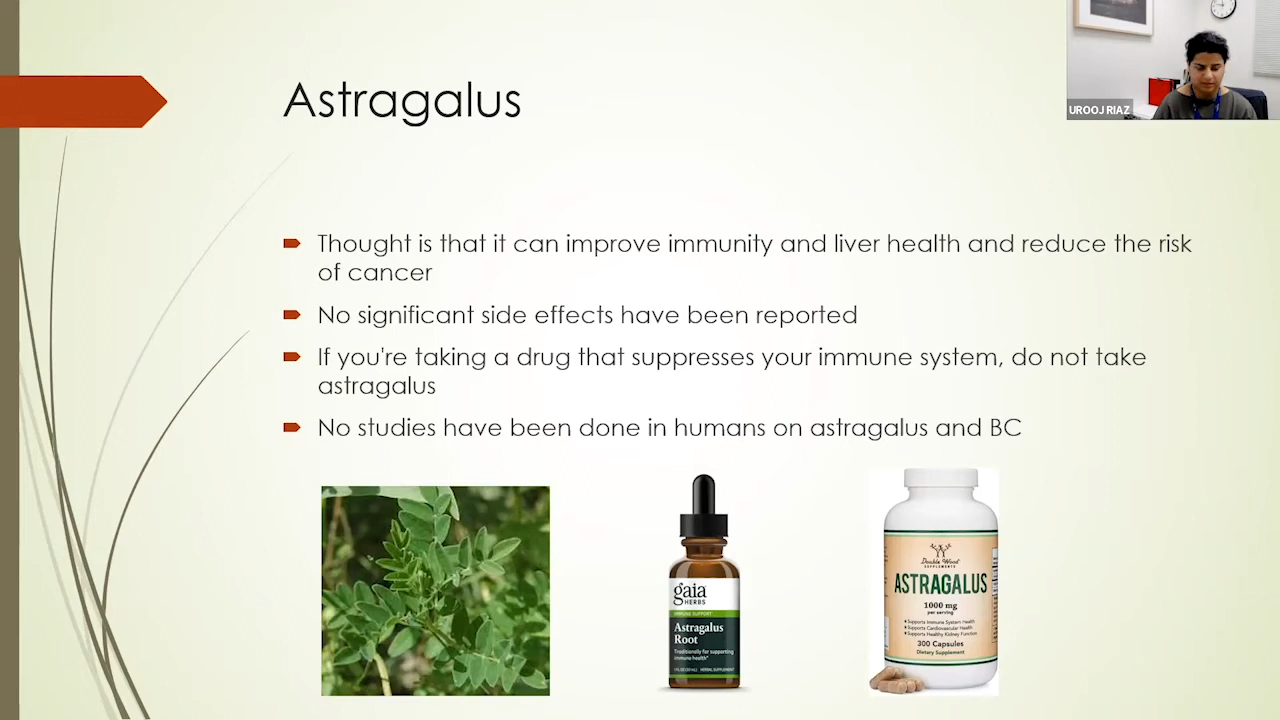 UROOJ RIAZ
Astragalus
Thought is that it can improve immunity and liver health and reduce the risk
of cancer
No significant side effects have been reported
If you're taking a drug that suppresses your immune system, do not take
astragalus
No studies have been done in humans on astragalus and BC
gaia
HERBS
IMMUNE SUPPORT
Astragalus
Root
Traditionally for supporting
immune health*
1 FL OZ (30 mL) HERBAL SUPPLEMENT
Double Wood
SUPPLEMENTS
ASTRAGALUS
1000 mg
per serving
Supports Immune System Health
Supports Cardiovascular Health
Supports Healthy Kidney Function
300 Capsules
Dietary Supplement